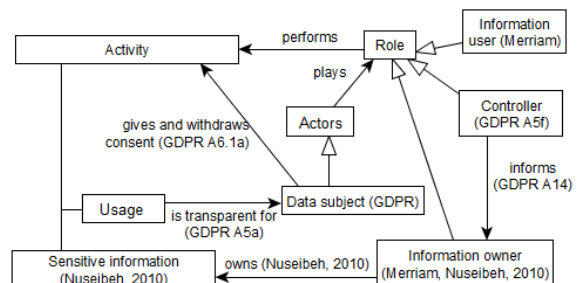 Information
user (Merriam)
performs
Role
Activity
plays
Controller
(GDPR A5f)
Actors
gives and withdraws
consent (GDPR A6.1a)
informs
(GDPR A14)
Usage
is transparent for
(GDPR A5a)
Data subject (GDPR)
Sensitive information
(Nuseibeh, 2010)
owns (Nuseibeh, 2010)
Information owner
(Merriam, Nuseibeh, 2010)